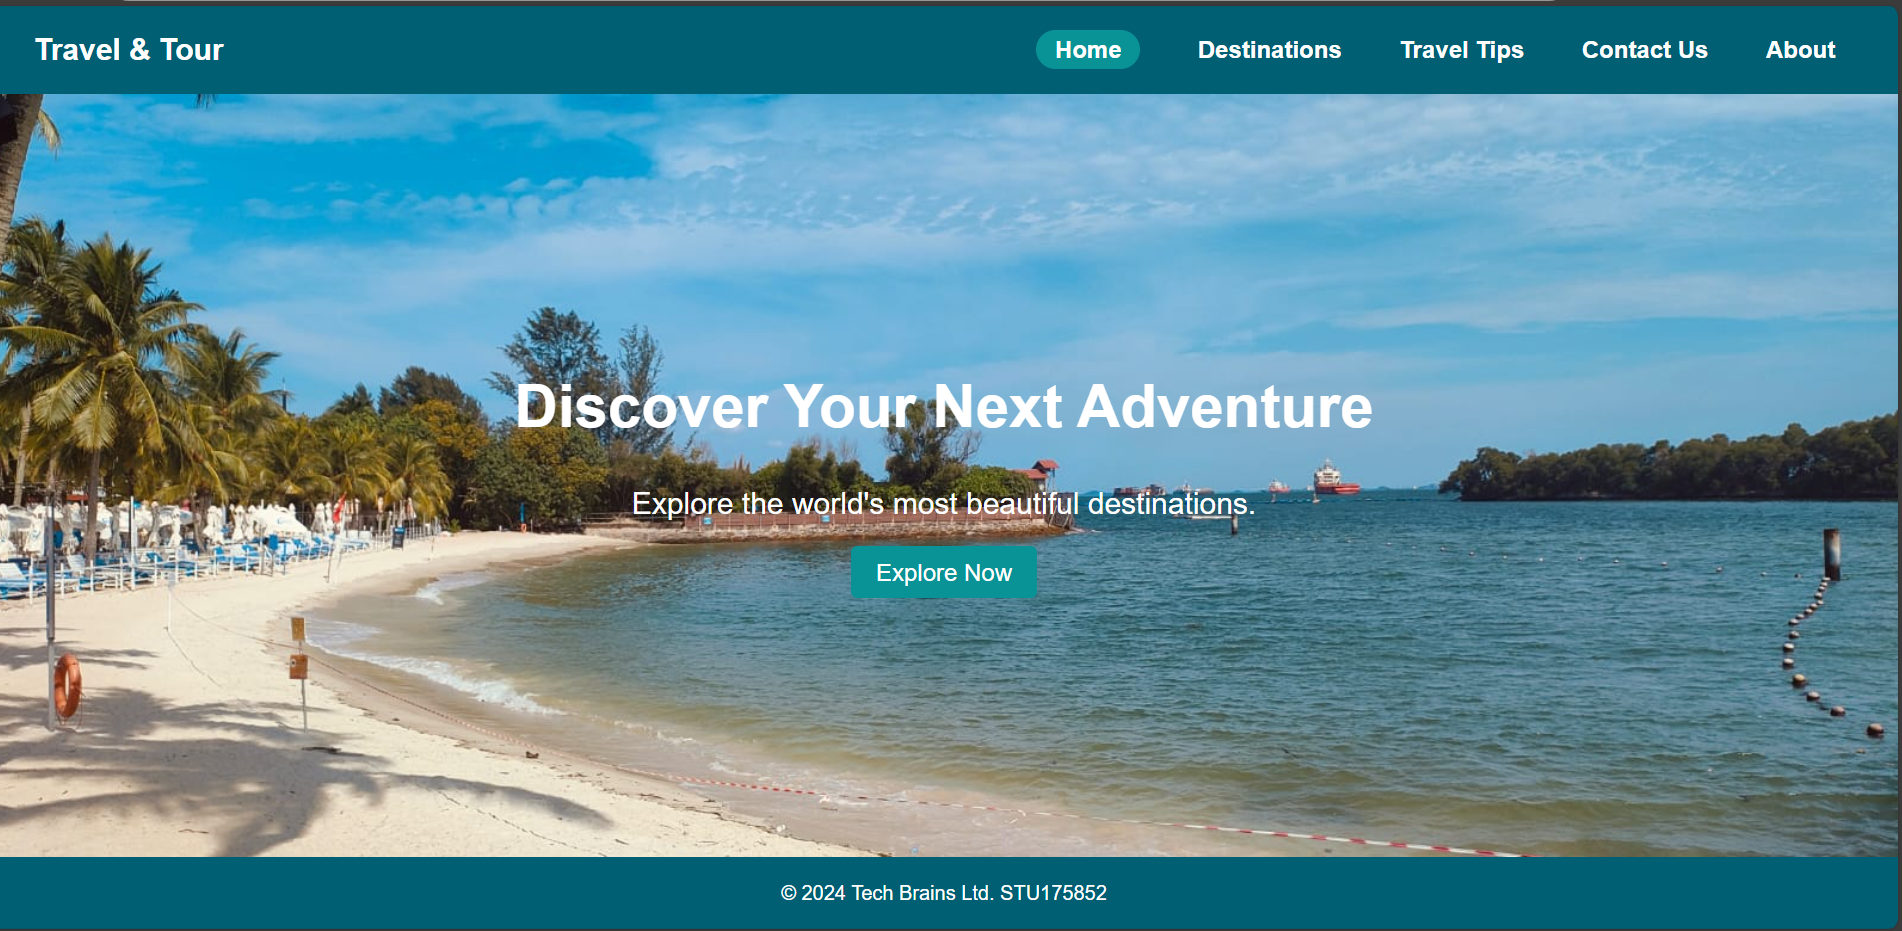 Travel & Tour
Home Destinations Travel Tips Contact Us About
Discover Your Next Adventure
Explore the world's most beautiful destinations.
Explore Now
© 2024 Tech Brains Ltd. STU175852